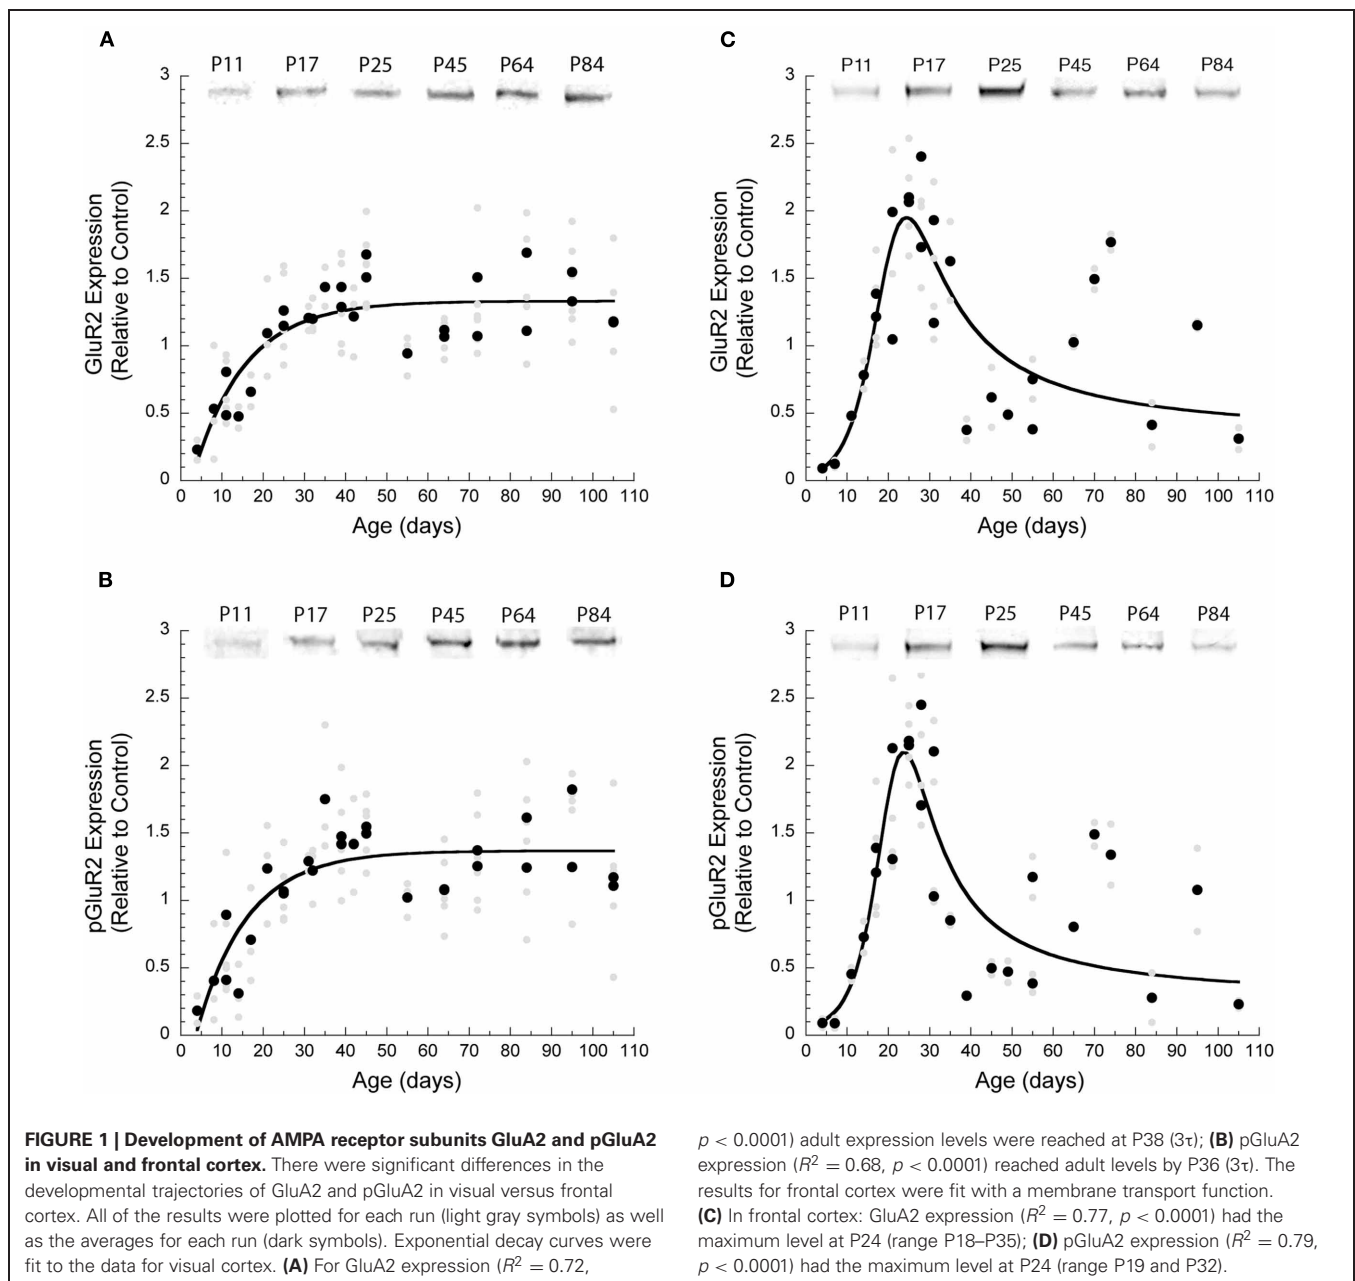 A
P11 P17 P25 P45 P64 P84
3
2.5
2
1.5
1
0.5
0
GluR2 Expression
(Relative to Control)
0 10 20 30 40 50 60 70 80 90 100 110
Age (days)
C
P11 P17 P25 P45 P64 P84
3
2.5
2
1.5
1
0.5
0
GluR2 Expression
(Relative to Control)
0 10 20 30 40 50 60 70 80 90 100 110
Age (days)
B
P11 P17 P25 P45 P64 P84
3
2.5
2
1.5
1
0.5
0
pGluR2 Expression
(Relative to Control)
0 10 20 30 40 50 60 70 80 90 100 110
Age (days)
D
P11 P17 P25 P45 P64 P84
3
2.5
2
1.5
1
0.5
0
pGluR2 Expression
(Relative to Control)
0 10 20 30 40 50 60 70 80 90 100 110
Age (days)
FIGURE 1 | Development of AMPA receptor subunits GluA2 and pGluA2
in visual and frontal cortex. There were significant differences in the
developmental trajectories of GluA2 and pGluA2 in visual versus frontal
cortex. All of the results were plotted for each run (light gray symbols) as well
as the averages for each run (dark symbols). Exponential decay curves were
fit to the data for visual cortex. (A) For GluA2 expression (R² = 0.72,
p < 0.0001) adult expression levels were reached at P38 (3τ); (B) pGluA2
expression (R² = 0.68, p < 0.0001) reached adult levels by P36 (3τ). The
results for frontal cortex were fit with a membrane transport function.
(C) In frontal cortex: GluA2 expression (R² = 0.77, p < 0.0001) had the
maximum level at P24 (range P18–P35); (D) pGluA2 expression (R² = 0.79,
p < 0.0001) had the maximum level at P24 (range P19 and P32).